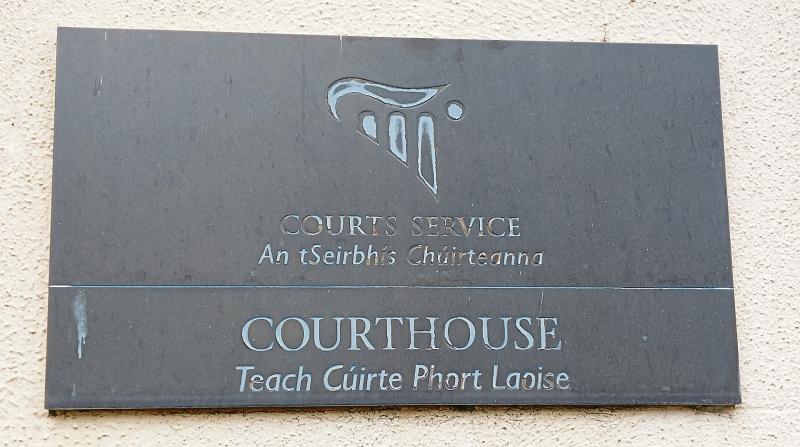 COURTS SERVICE
An tSeirbhís Chúirteanna
COURTHOUSE
Teach Cúirte Phort Laoise